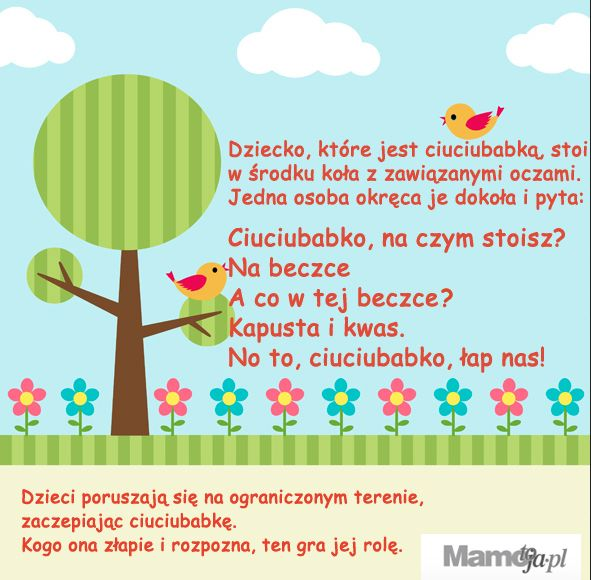 Dziecko, które jest ciuciubabką, stoi
w środku koła z zawiązanymi oczami.
Jedna osoba okręca je dokoła i pyta:
Ciuciubabko, na czym stoisz?
Na beczce
A co w tej beczce?
Kapusta i kwas.
No to, ciuciubabko, łap nas!
Dzieci poruszają się na ograniczonym terenie,
zaczepiając ciuciubabkę.
Kogo ona złapie i rozpozna, ten gra jej rolę.
Mamotoja.pl